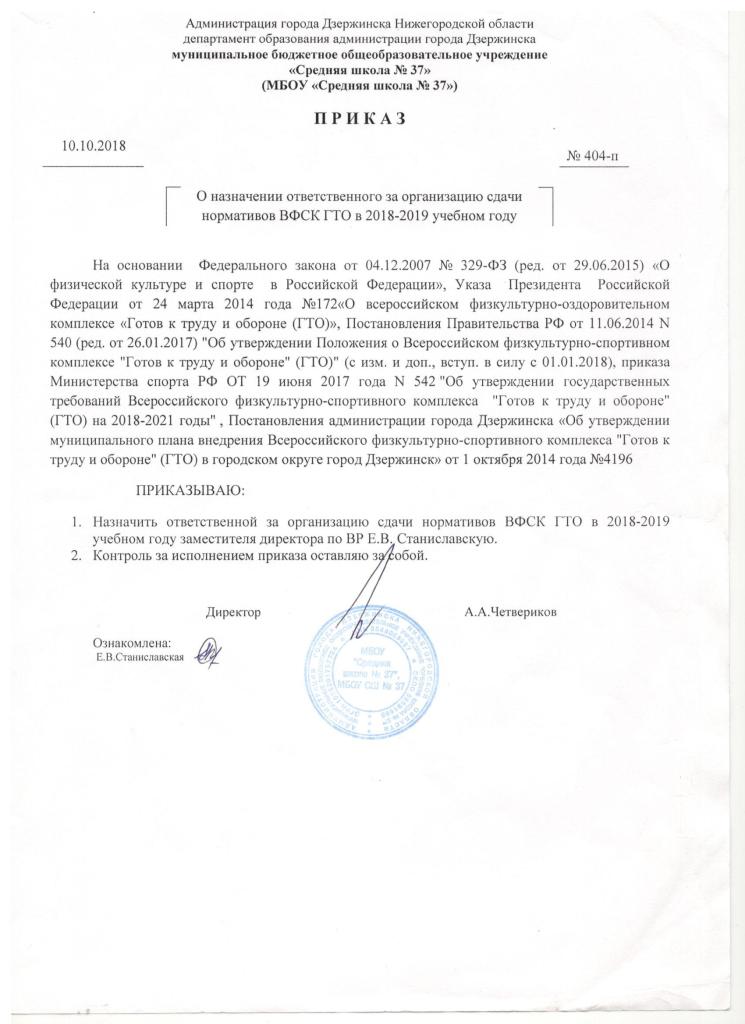 Администрация города Дзержинска Нижегородской области
департамент образования администрации города Дзержинска
муниципальное бюджетное общеобразовательное учреждение
«Средняя школа № 37»
(МБОУ «Средняя школа № 37»)
П Р И К А З
10.10.2018
№ 404-п
О назначении ответственного за организацию сдачи
нормативов ВФСК ГТО в 2018-2019 учебном году
На основании Федерального закона от 04.12.2007 № 329-ФЗ (ред. от 29.06.2015) «О
физической культуре и спорте в Российской Федерации», Указа Президента Российской
Федерации от 24 марта 2014 года №172«О всероссийском физкультурно-оздоровительном
комплексе «Готов к труду и обороне (ГТО)», Постановления Правительства РФ от 11.06.2014 N
540 (ред. от 26.01.2017) "Об утверждении Положения о Всероссийском физкультурно-спортивном
комплексе "Готов к труду и обороне" (ГТО)" (с изм. и доп., вступ. в силу с 01.01.2018), приказа
Министерства спорта РФ ОТ 19 июня 2017 года N 542 "Об утверждении государственных
требований Всероссийского физкультурно-спортивного комплекса "Готов к труду и обороне"
(ГТО) на 2018-2021 годы" , Постановления администрации города Дзержинска «Об утверждении
муниципального плана внедрения Всероссийского физкультурно-спортивного комплекса "Готов к
труду и обороне" (ГТО) в городском округе город Дзержинск» от 1 октября 2014 года №4196
ПРИКАЗЫВАЮ:
1. Назначить ответственной за организацию сдачи нормативов ВФСК ГТО в 2018-2019
учебном году заместителя директора по ВР Е.В. Станиславскую.
2. Контроль за исполнением приказа оставляю за собой.
Директор
А.А.Четвериков
Ознакомлена:
Е.В.Станиславская
МБОУ
"Средняя
школа № 37",
МБОУ СШ № 37